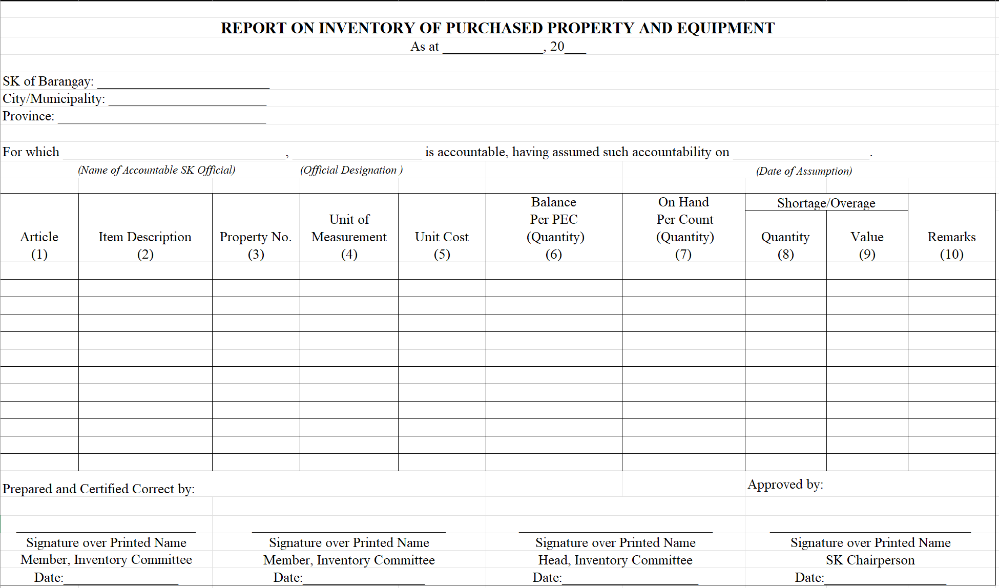 REPORT ON INVENTORY OF PURCHASED PROPERTY AND EQUIPMENT
As at ______________, 20___
SK of Barangay: ________________________
City/Municipality: ______________________
Province: _____________________________
For which _______________________________, __________________ is accountable, having assumed such accountability on ___________________.
(Name of Accountable SK Official) (Official Designation ) (Date of Assumption)
Article (1)
Item Description (2)
Property No. (3)
Unit of Measurement (4)
Unit Cost (5)
Balance Per PEC (Quantity) (6)
On Hand Per Count (Quantity) (7)
Shortage/Overage
Quantity (8)
Value (9)
Remarks (10)
Prepared and Certified Correct by:
Approved by:
Signature over Printed Name
Member, Inventory Committee
Date:________________
Signature over Printed Name
Member, Inventory Committee
Date:_________________
Signature over Printed Name
Head, Inventory Committee
Date:___________________
Signature over Printed Name
SK Chairperson
Date:_________________